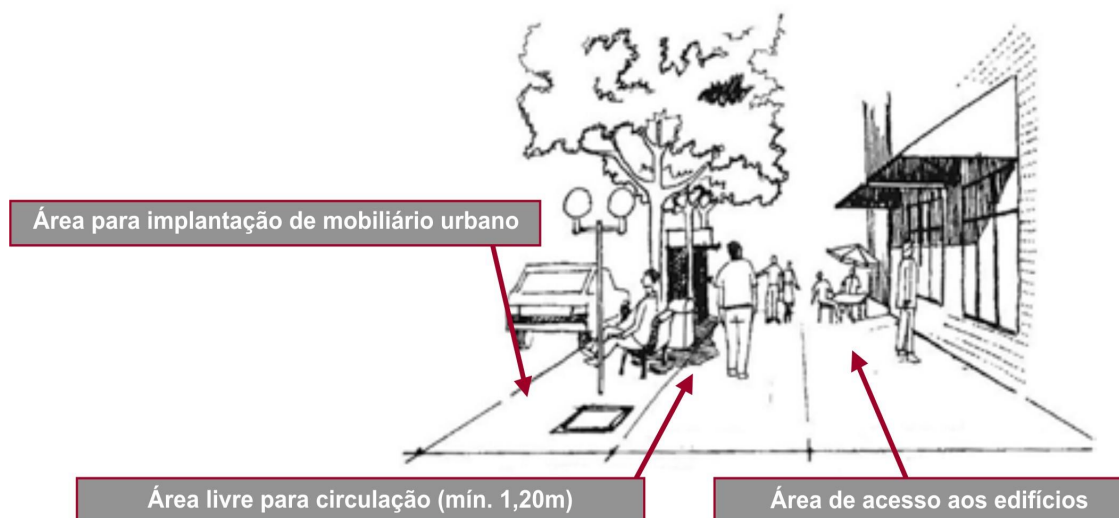 Área para implantação de mobiliário urbano
Área livre para circulação (mín. 1,20m)
Área de acesso aos edifícios